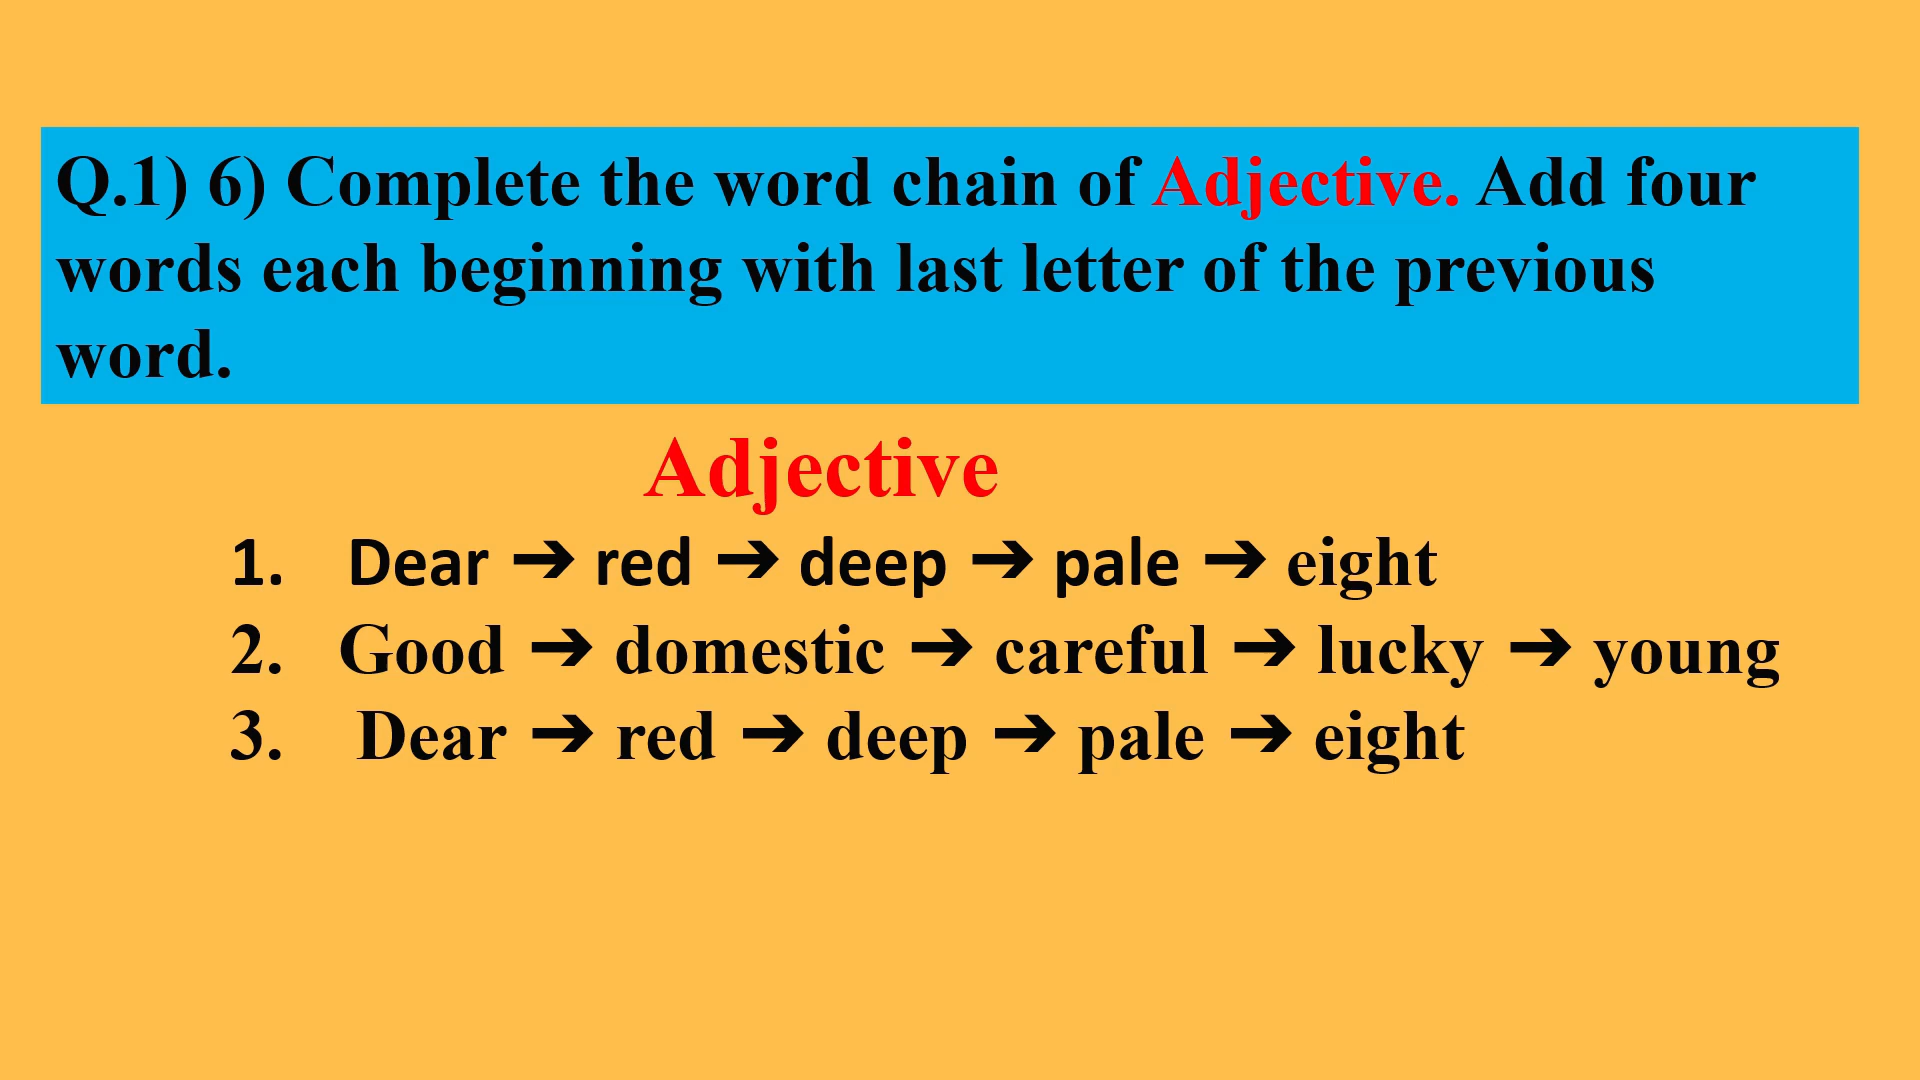 Q.1) 6) Complete the word chain of Adjective. Add four
words each beginning with last letter of the previous
word.
Adjective
1. Dear ➔ red ➔ deep ➔ pale ➔ eight
2. Good ➔ domestic ➔ careful ➔ lucky ➔ young
3. Dear ➔ red ➔ deep ➔ pale ➔ eight